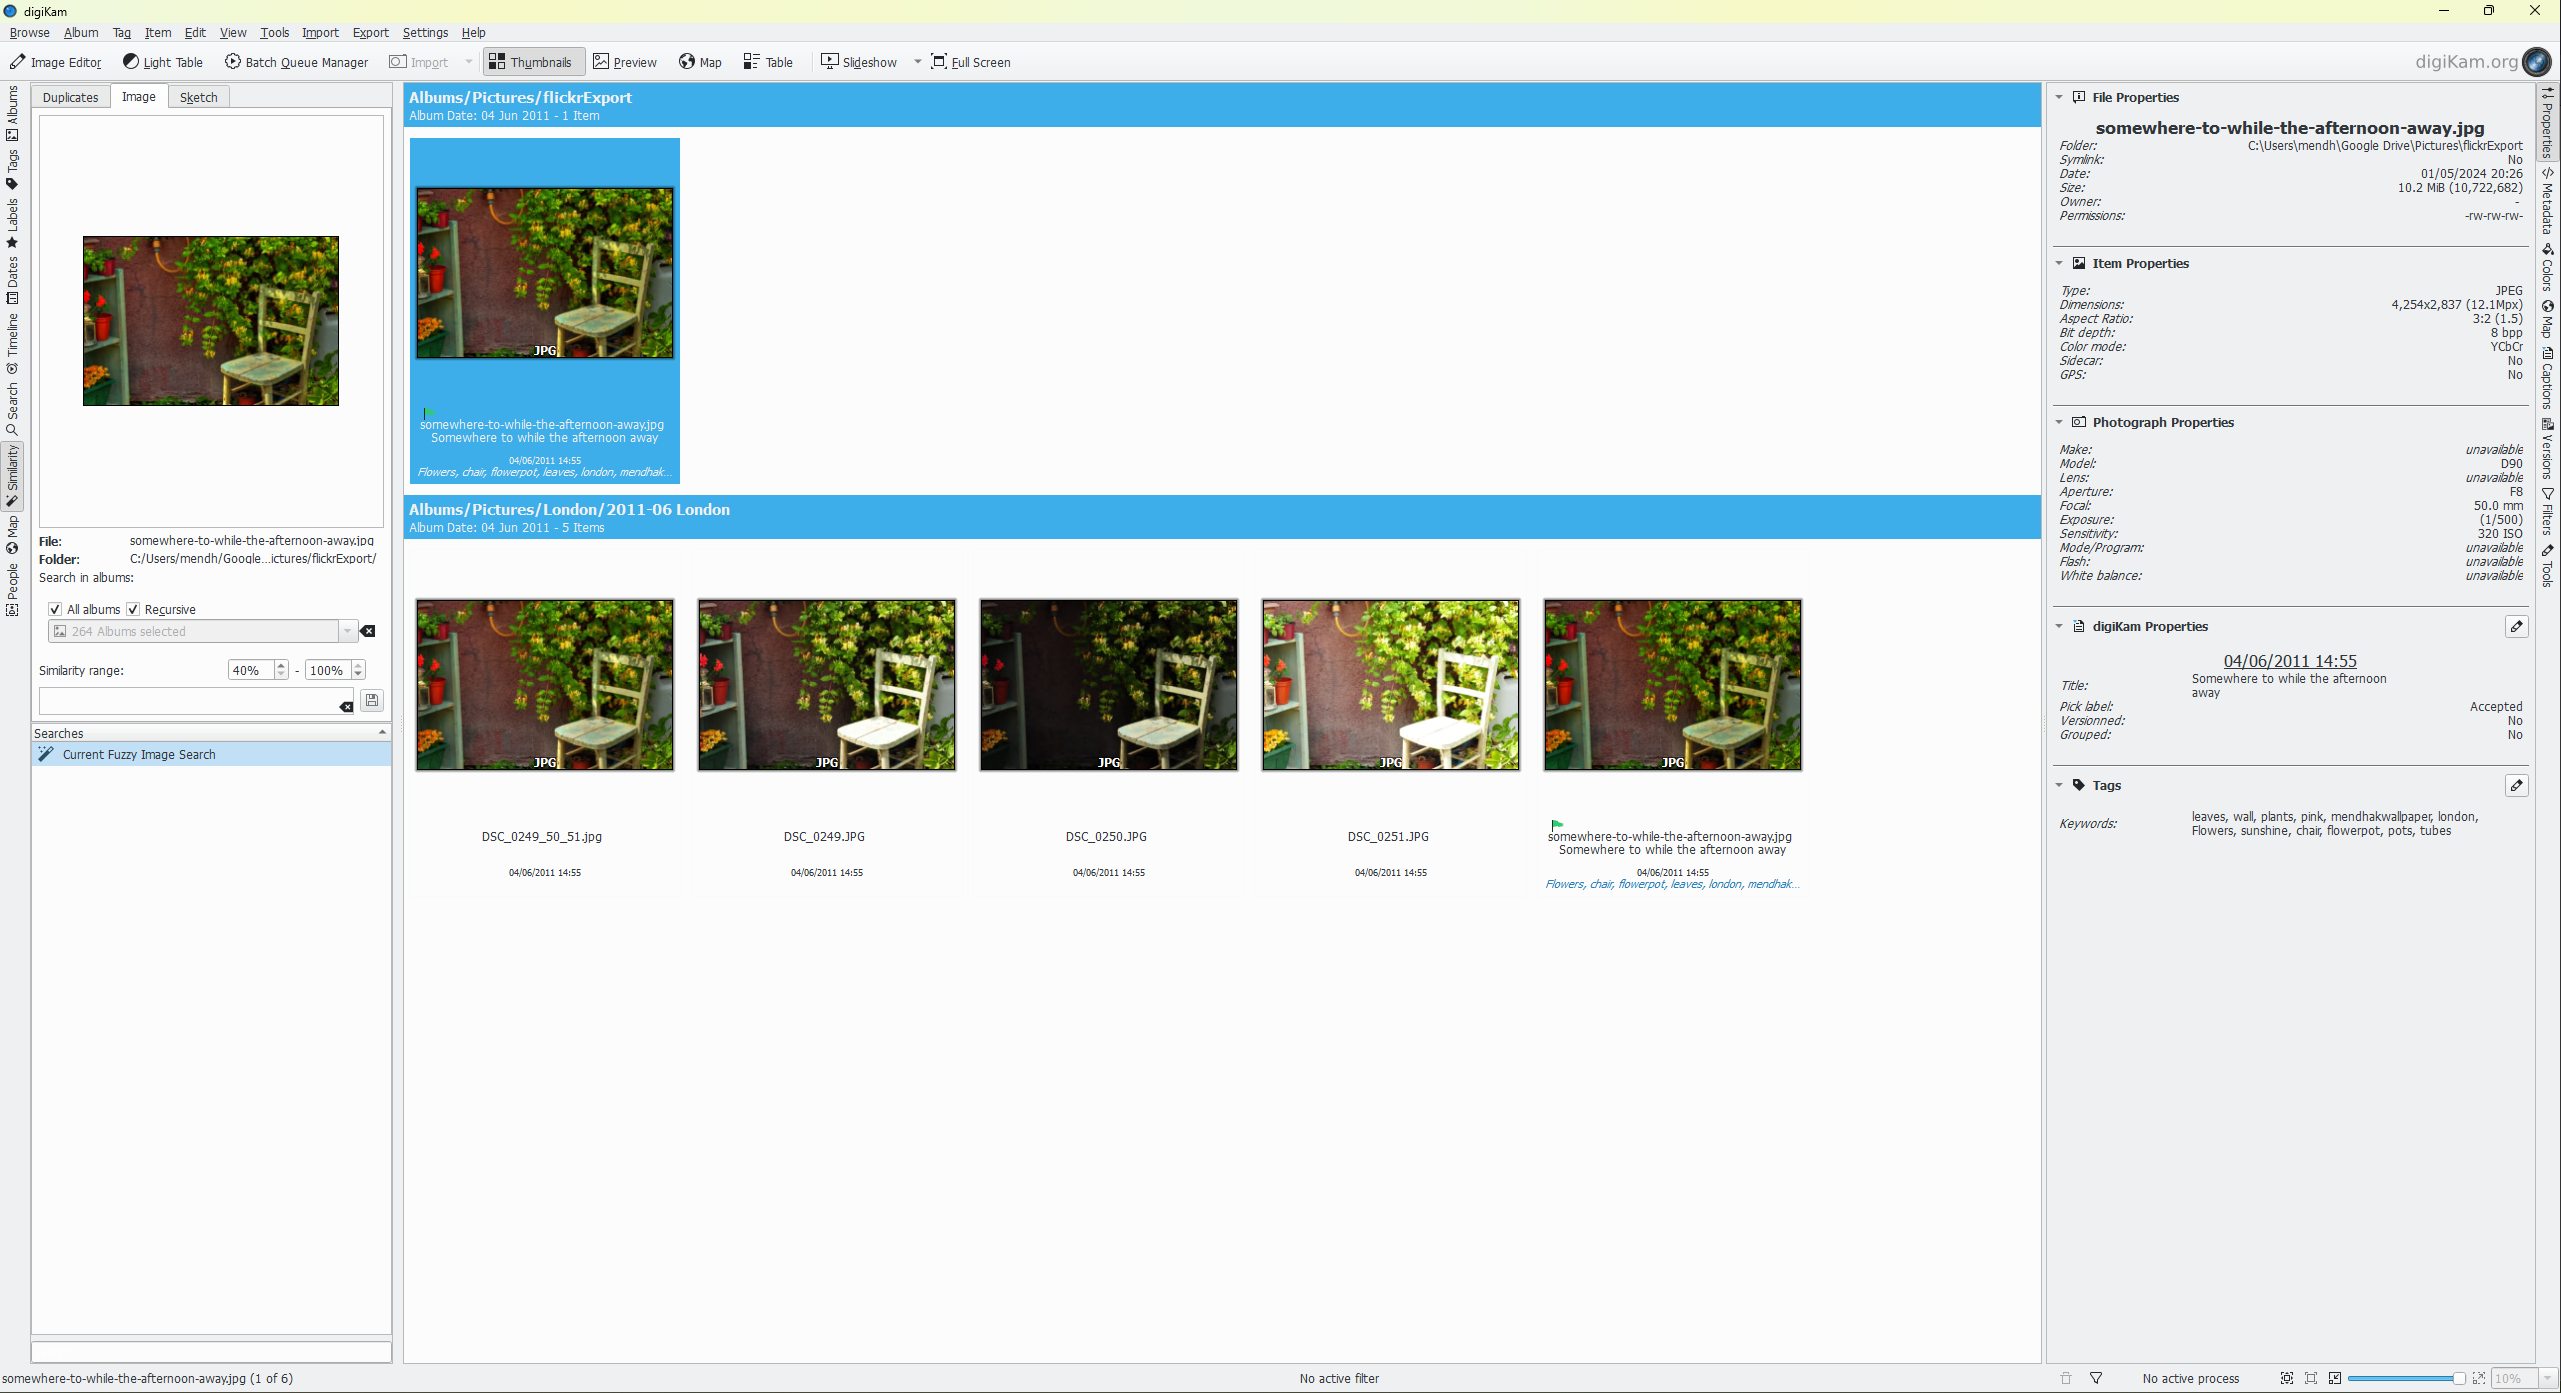 digiKam
Browse Album Tag Item Edit View Tools Import Export Settings Help
Image Editor Light Table Batch Queue Manager Import Thumbnails Preview Map Table Slideshow Full Screen digiKam.org
Albums
Tags
Labels
Dates
Timeline
Search
Similarity
Map
People
Duplicates Image Sketch
File: somewhere-to-while-the-afternoon-away.jpg
Folder: C:/Users/mendh/Google...ictures/flickrExport/
Search in albums:
All albums Recursive
264 Albums selected
Similarity range: 40% - 100%
Searches
Current Fuzzy Image Search
Albums/Pictures/flickrExport
Album Date: 04 Jun 2011 - 1 Item
JPG
somewhere-to-while-the-afternoon-away.jpg
Somewhere to while the afternoon away
04/06/2011 14:55
Flowers, chair, flowerpot, leaves, london, mendhak...
Albums/Pictures/London/2011-06 London
Album Date: 04 Jun 2011 - 5 Items
JPG JPG JPG JPG JPG
DSC_0249_50_51.jpg DSC_0249.JPG DSC_0250.JPG DSC_0251.JPG somewhere-to-while-the-afternoon-away.jpg
Somewhere to while the afternoon away
04/06/2011 14:55 04/06/2011 14:55 04/06/2011 14:55 04/06/2011 14:55 04/06/2011 14:55
Flowers, chair, flowerpot, leaves, london, mendhak...
File Properties
somewhere-to-while-the-afternoon-away.jpg
Folder: C:\Users\mendh\Google Drive\Pictures\flickrExport
Symlink: No
Date: 01/05/2024 20:26
Size: 10.2 MiB (10,722,682)
Owner: -
Permissions: -rw-rw-rw-
Item Properties
Type: JPEG
Dimensions: 4,254x2,837 (12.1Mpx)
Aspect Ratio: 3:2 (1.5)
Bit depth: 8 bpp
Color mode: YCbCr
Sidecar: No
GPS: No
Photograph Properties
Make: unavailable
Model: D90
Lens: unavailable
Aperture: F8
Focal: 50.0 mm
Exposure: (1/500)
Sensitivity: 320 ISO
Mode/Program: unavailable
Flash: unavailable
White balance: unavailable
digiKam Properties
04/06/2011 14:55
Title: Somewhere to while the afternoon
away
Pick label: Accepted
Versionned: No
Grouped: No
Tags
Keywords: leaves, wall, plants, pink, mendhakwallpaper, london,
Flowers, sunshine, chair, flowerpot, pots, tubes
Properties
Metadata
Colors
Map
Captions
Versions
Filters
Tools
somewhere-to-while-the-afternoon-away.jpg (1 of 6) No active filter No active process 10%